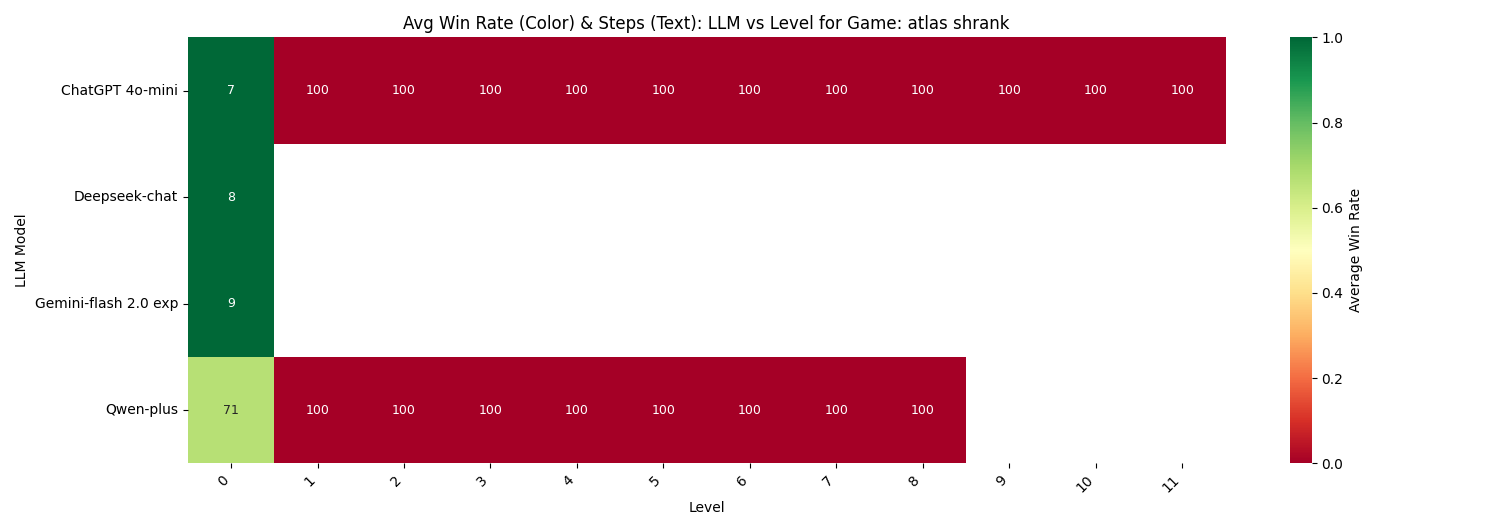 Avg Win Rate (Color) & Steps (Text): LLM vs Level for Game: atlas shrank
LLM Model
ChatGPT 4o-mini 7 100 100 100 100 100 100 100 100 100 100 100
Deepseek-chat 8
Gemini-flash 2.0 exp 9
Qwen-plus 71 100 100 100 100 100 100 100 100
0 1 2 3 4 5 6 7 8 9 10 11
Level
1.0
0.8
0.6
0.4
0.2
0.0
Average Win Rate